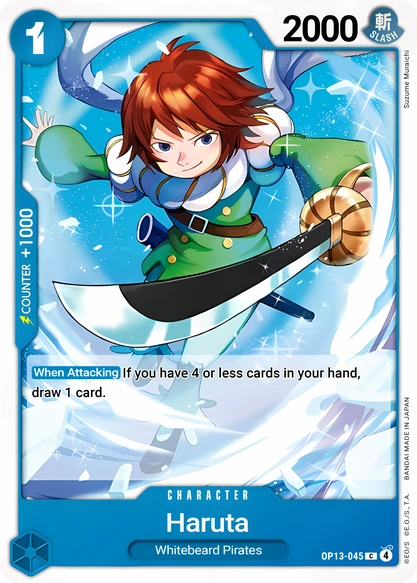 1
2000
斬
SLASH
Suzume Muraichi
COUNTER +1000
When Attacking If you have 4 or less cards in your hand,
draw 1 card.
CHARACTER
Haruta
Whitebeard Pirates
OP13-045 C 4
©E.O/S ©E.O./S., T.A. BANDAI MADE IN JAPAN